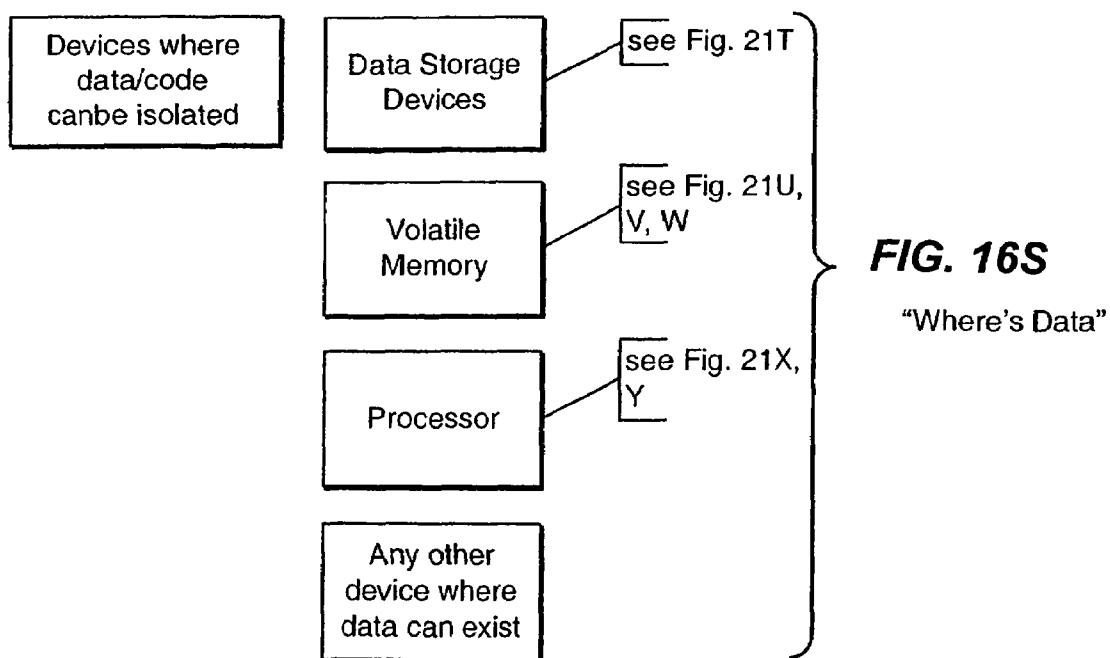 Devices where
data/code
canbe isolated
Data Storage
Devices
see Fig. 21T
Volatile
Memory
see Fig. 21U,
V, W
Processor
see Fig. 21X,
Y
Any other
device where
data can exist
FIG. 16S
“Where’s Data”